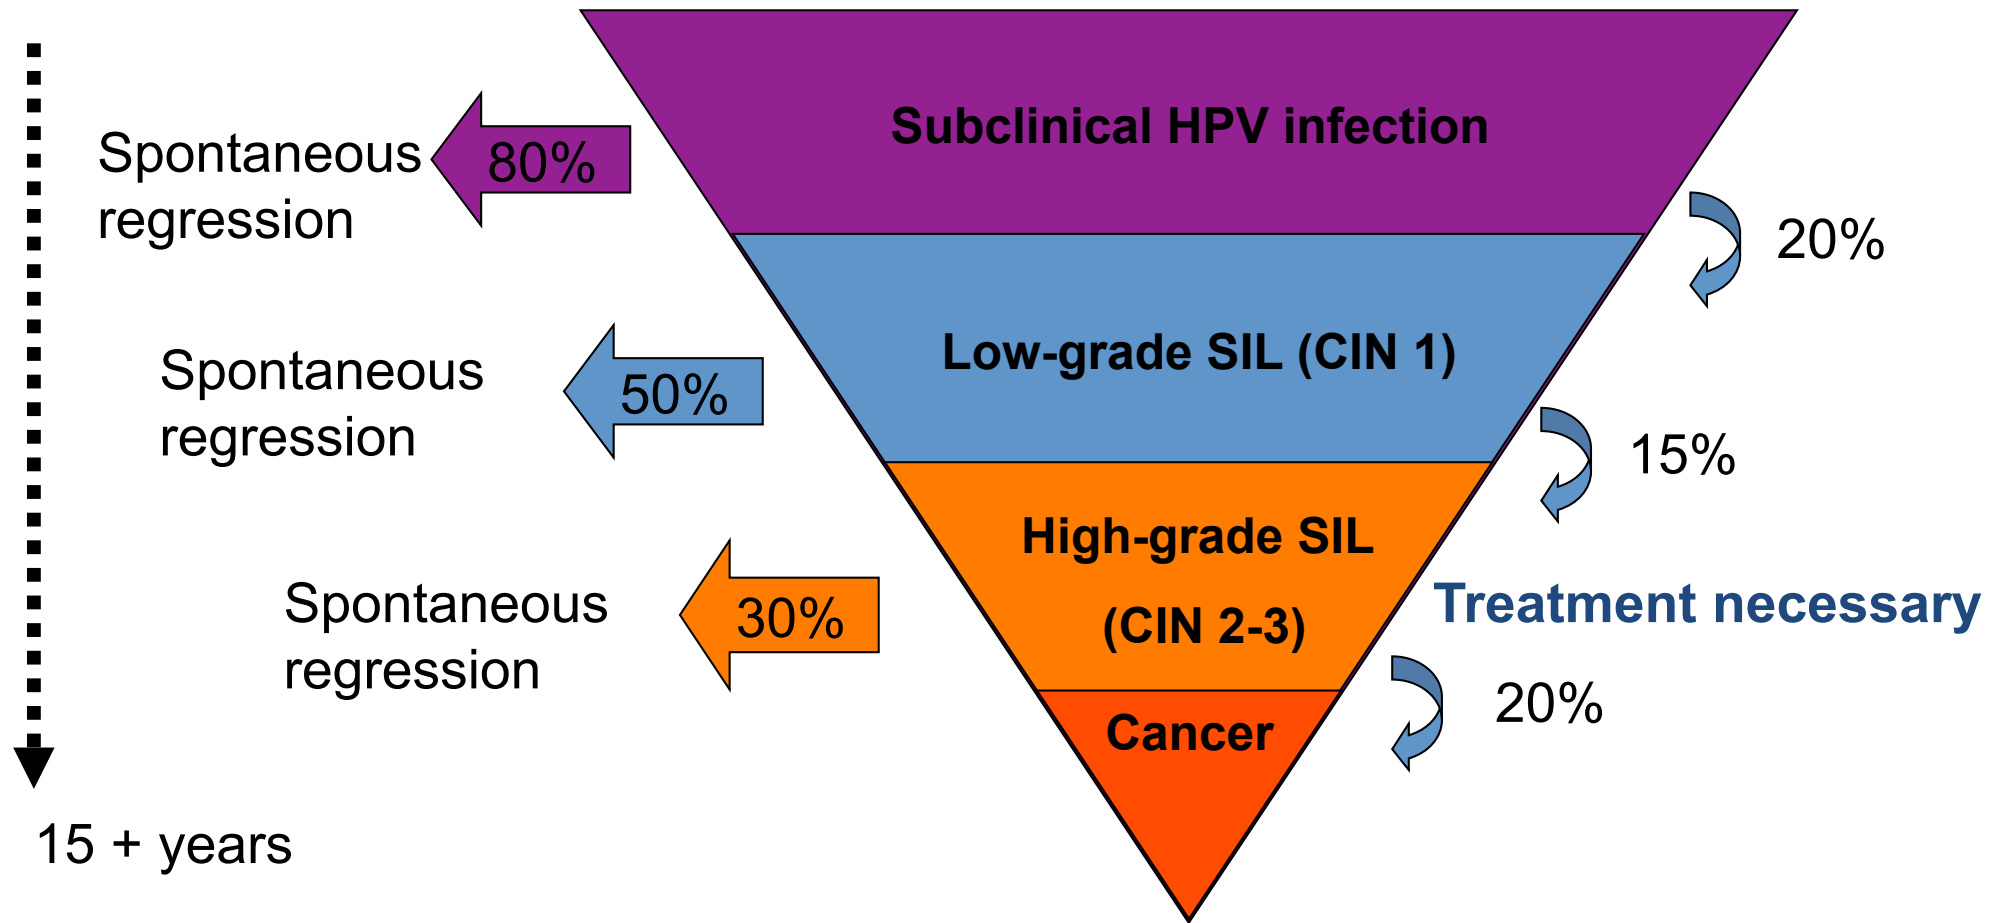 Subclinical HPV infection
Spontaneous
regression
80%
20%
Low-grade SIL (CIN 1)
Spontaneous
regression
50%
15%
High-grade SIL
(CIN 2-3)
Spontaneous
regression
30%
Treatment necessary
20%
Cancer
15 + years